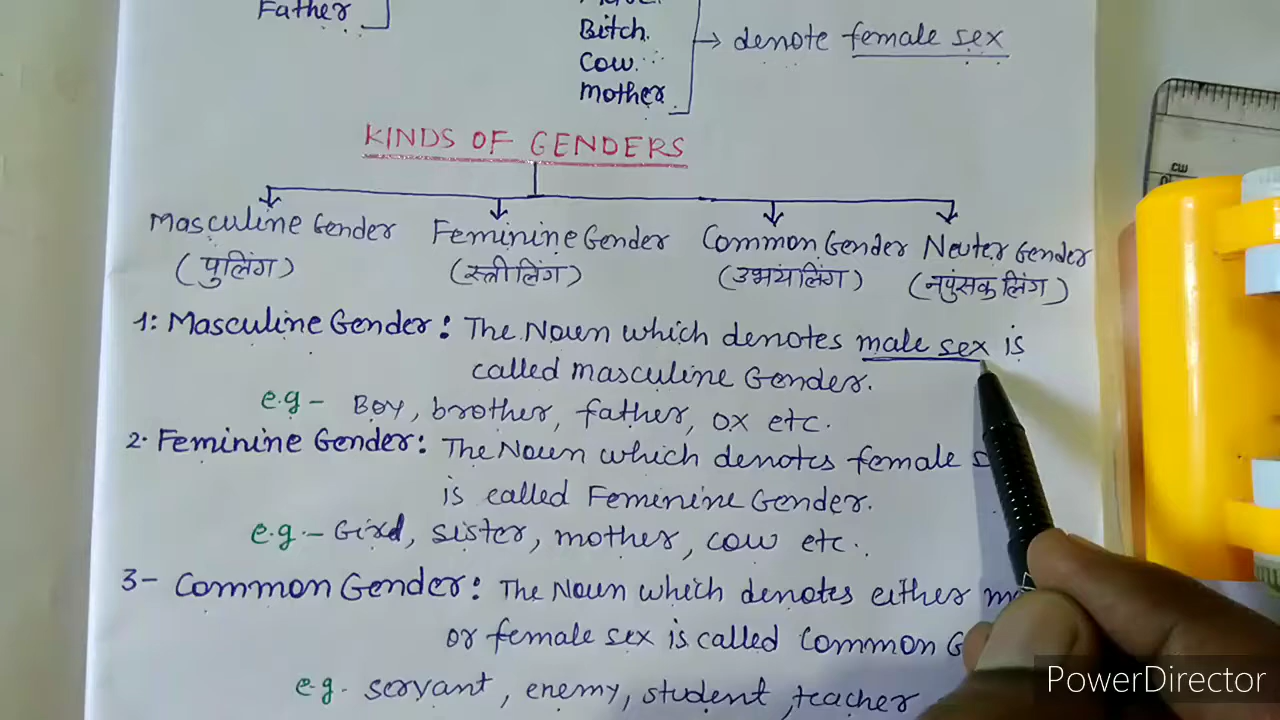 Father
Bitch.
Cow.
Mother
→ denote female sex
KINDS OF GENDERS
Masculine Gender Feminine Gender Common Gender Neuter Gender
(पुलिंग) (स्त्रीलिंग) (उभयलिंग) (नपुंसकलिंग)
1: Masculine Gender: The Noun which denotes male sex is
called masculine Gender.
e.g - Boy, brother, father, ox etc.
2. Feminine Gender: The Noun which denotes female
is called Feminine Gender.
e.g. - Girl, sister, mother, cow etc.
3- Common Gender: The Noun which denotes either
or female sex is called Common
e.g. servant, enemy, student, teacher
CW
PowerDirector